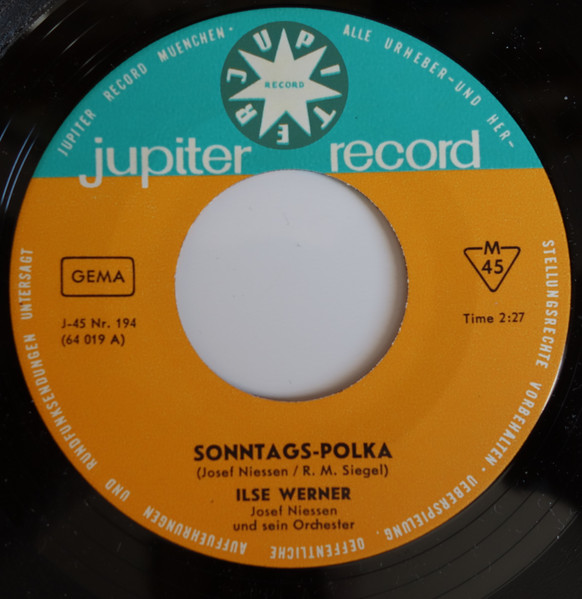 JUPITER RECORD MUENCHEN · ALLE URHEBER-UND HER-
STELLUNGSRECHTE VORBEHALTEN · UEBERSPIELUNG, OEFFENTLICHE AUFFUEHRUNGEN UND RUNDFUNKSENDUNGEN UNTERSAGT
JUPITER
RECORD
jupiter record
GEMA
M
45
J-45 Nr. 194
(64 019 A)
Time 2:27
SONNTAGS-POLKA
(Josef Niessen / R. M. Siegel)
ILSE WERNER
Josef Niessen
und sein Orchester